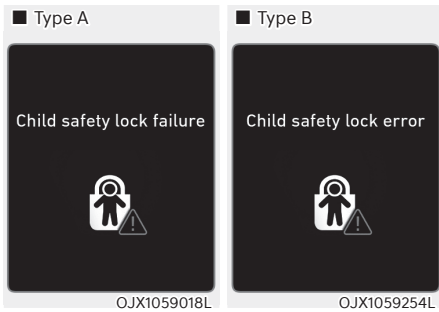 ■ Type A
Child safety lock failure
OJX1059018L
■ Type B
Child safety lock error
OJX1059254L